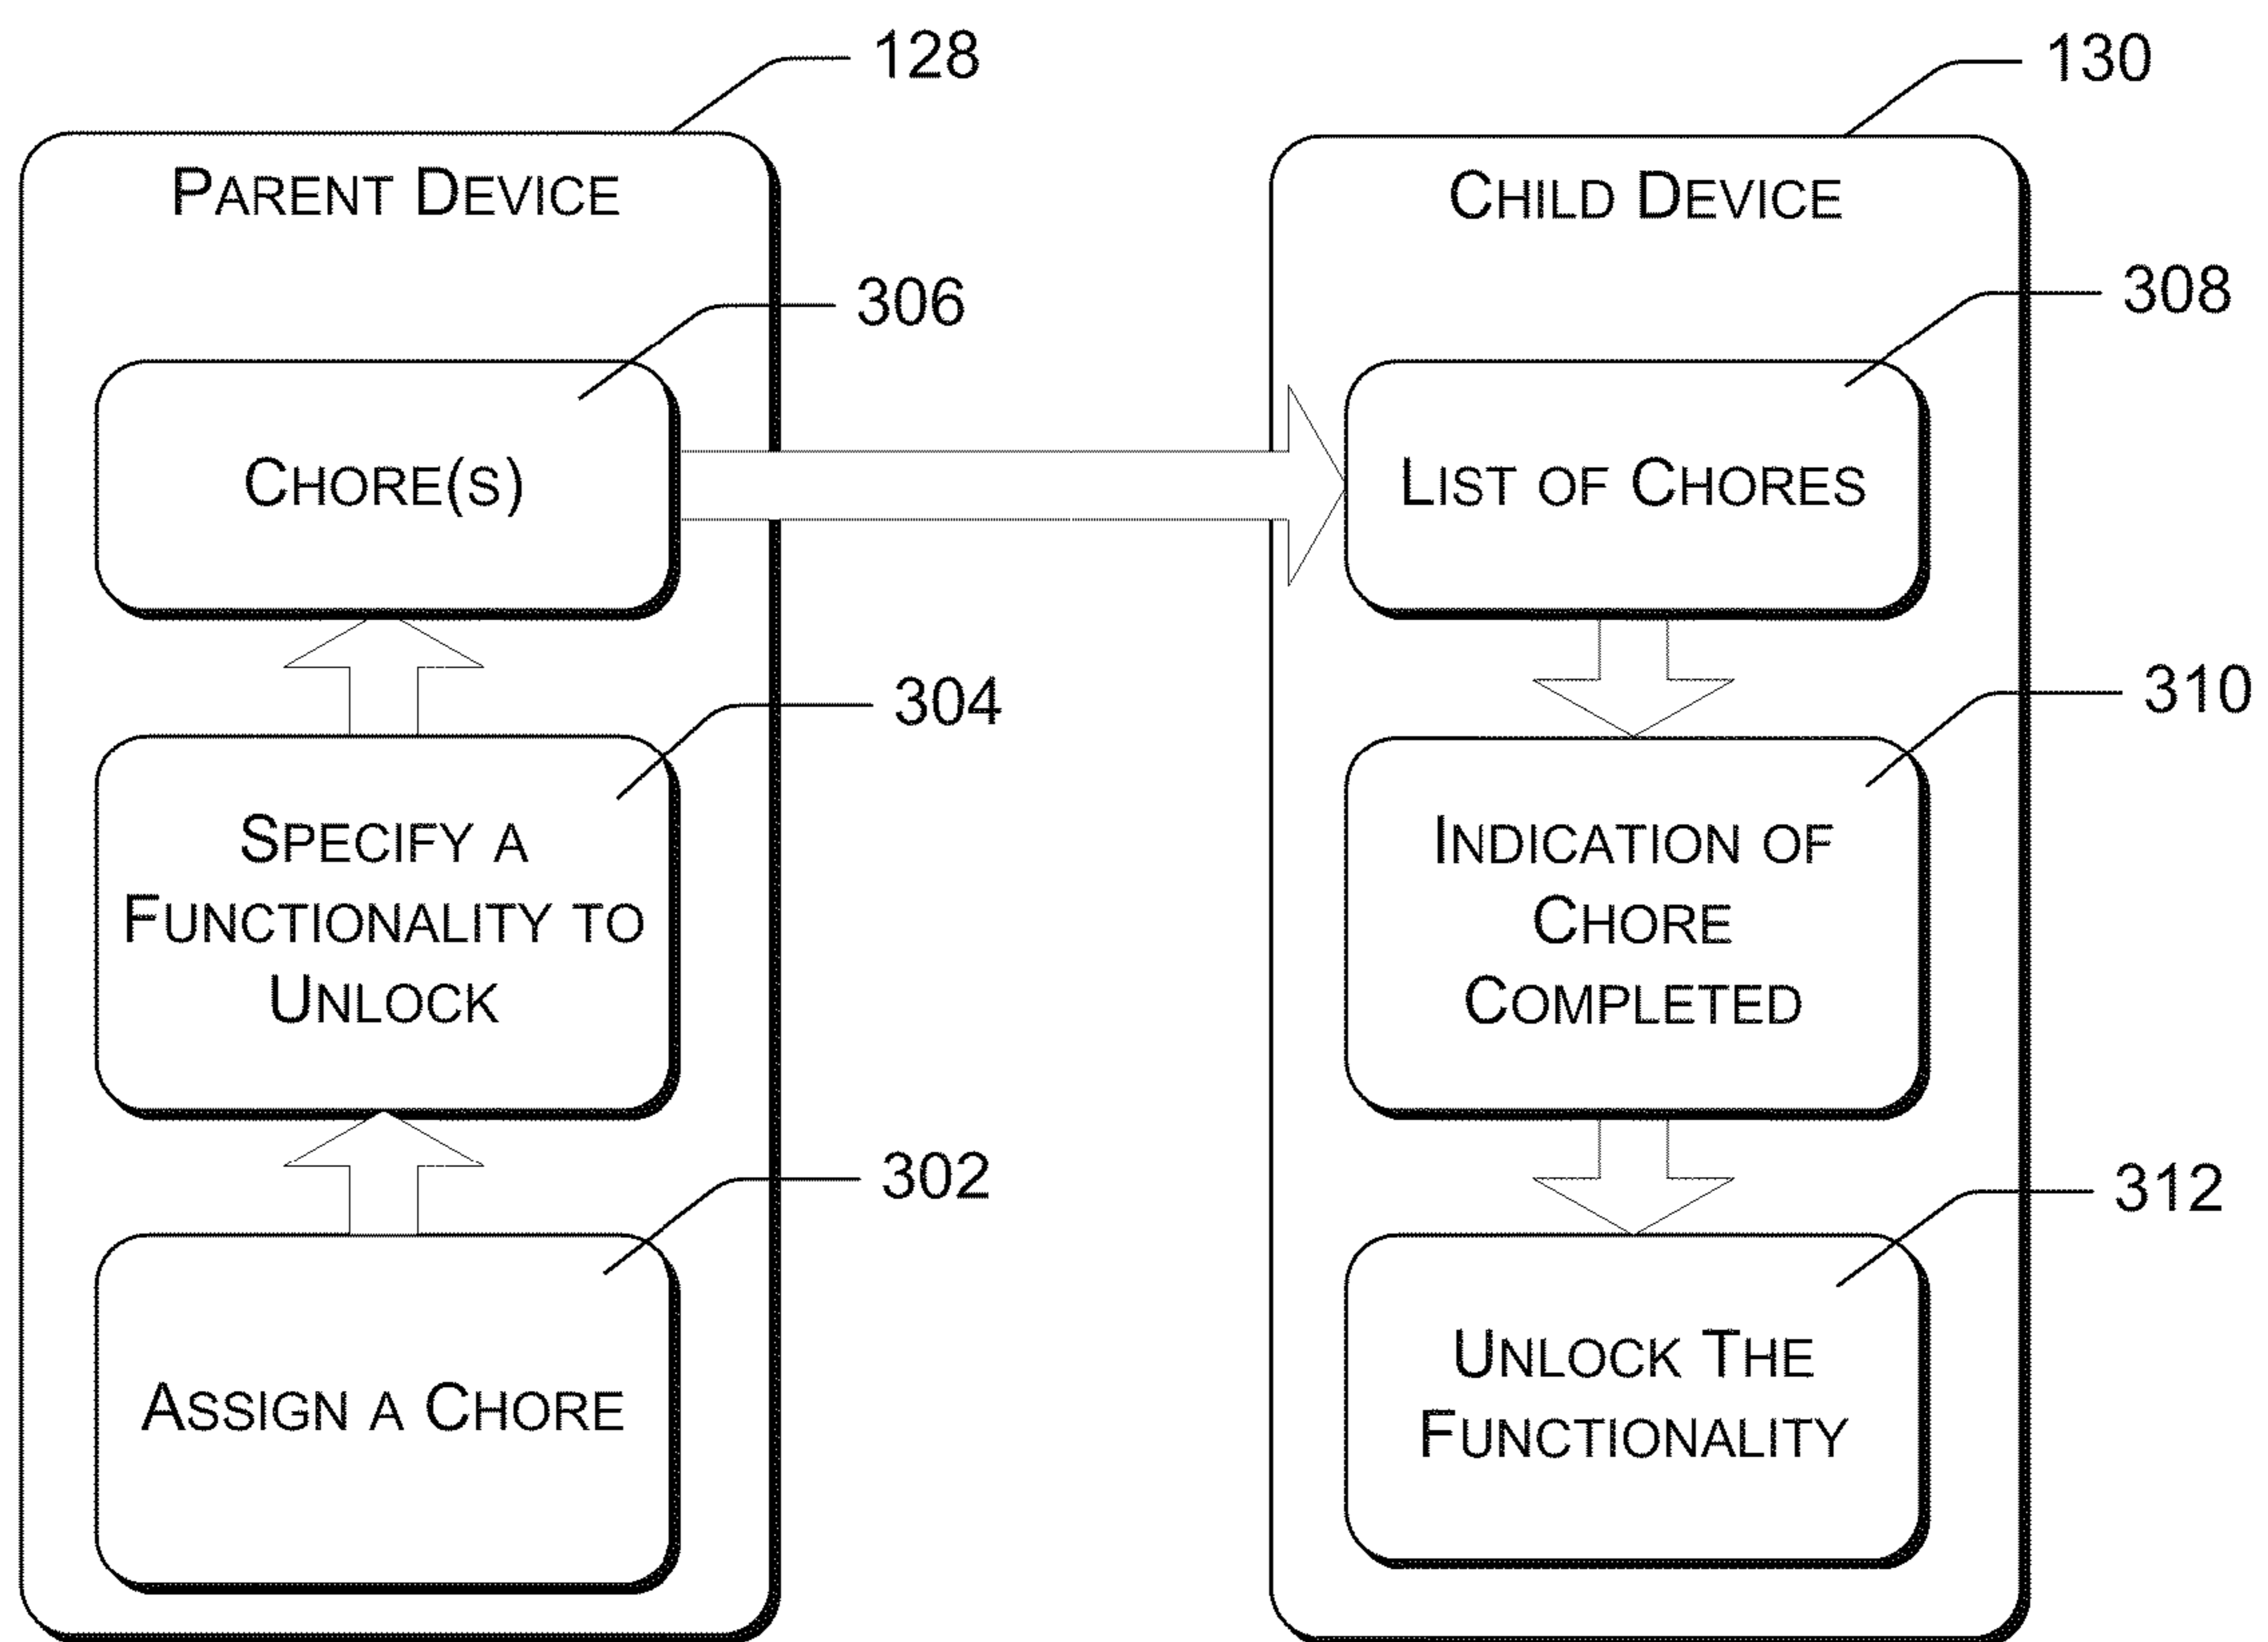 128
PARENT DEVICE
306
CHORE(S)
304
SPECIFY A
FUNCTIONALITY TO
UNLOCK
302
ASSIGN A CHORE
130
CHILD DEVICE
308
LIST OF CHORES
310
INDICATION OF
CHORE
COMPLETED
312
UNLOCK THE
FUNCTIONALITY